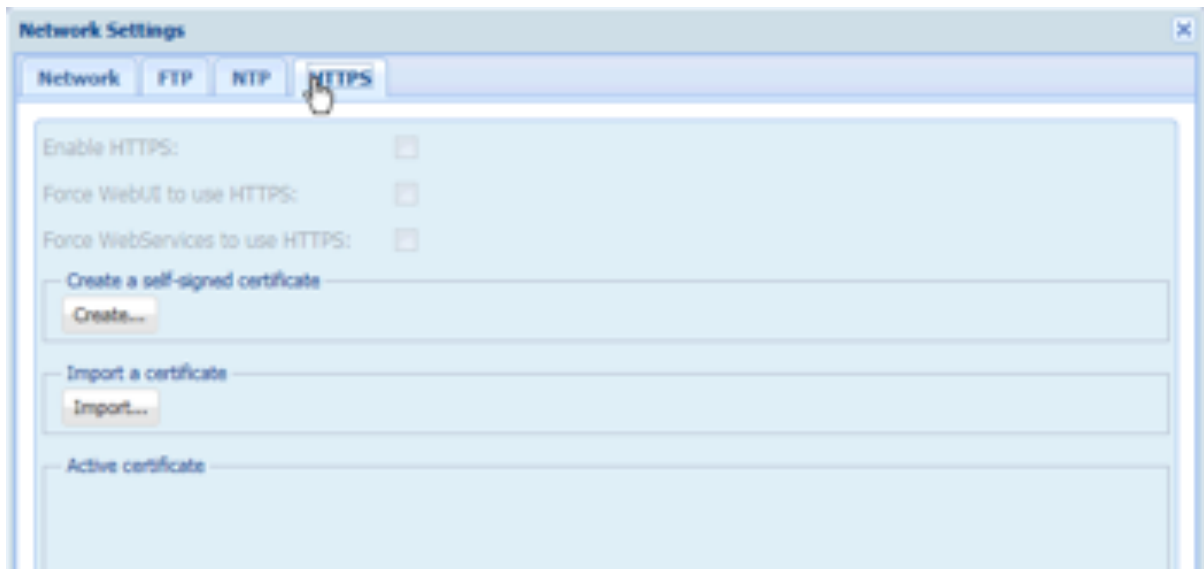 Network Settings
Network FTP NTP HTTPS
Enable HTTPS:
Force WebUI to use HTTPS:
Force WebServices to use HTTPS:
Create a self-signed certificate
Create...
Import a certificate
Import...
Active certificate